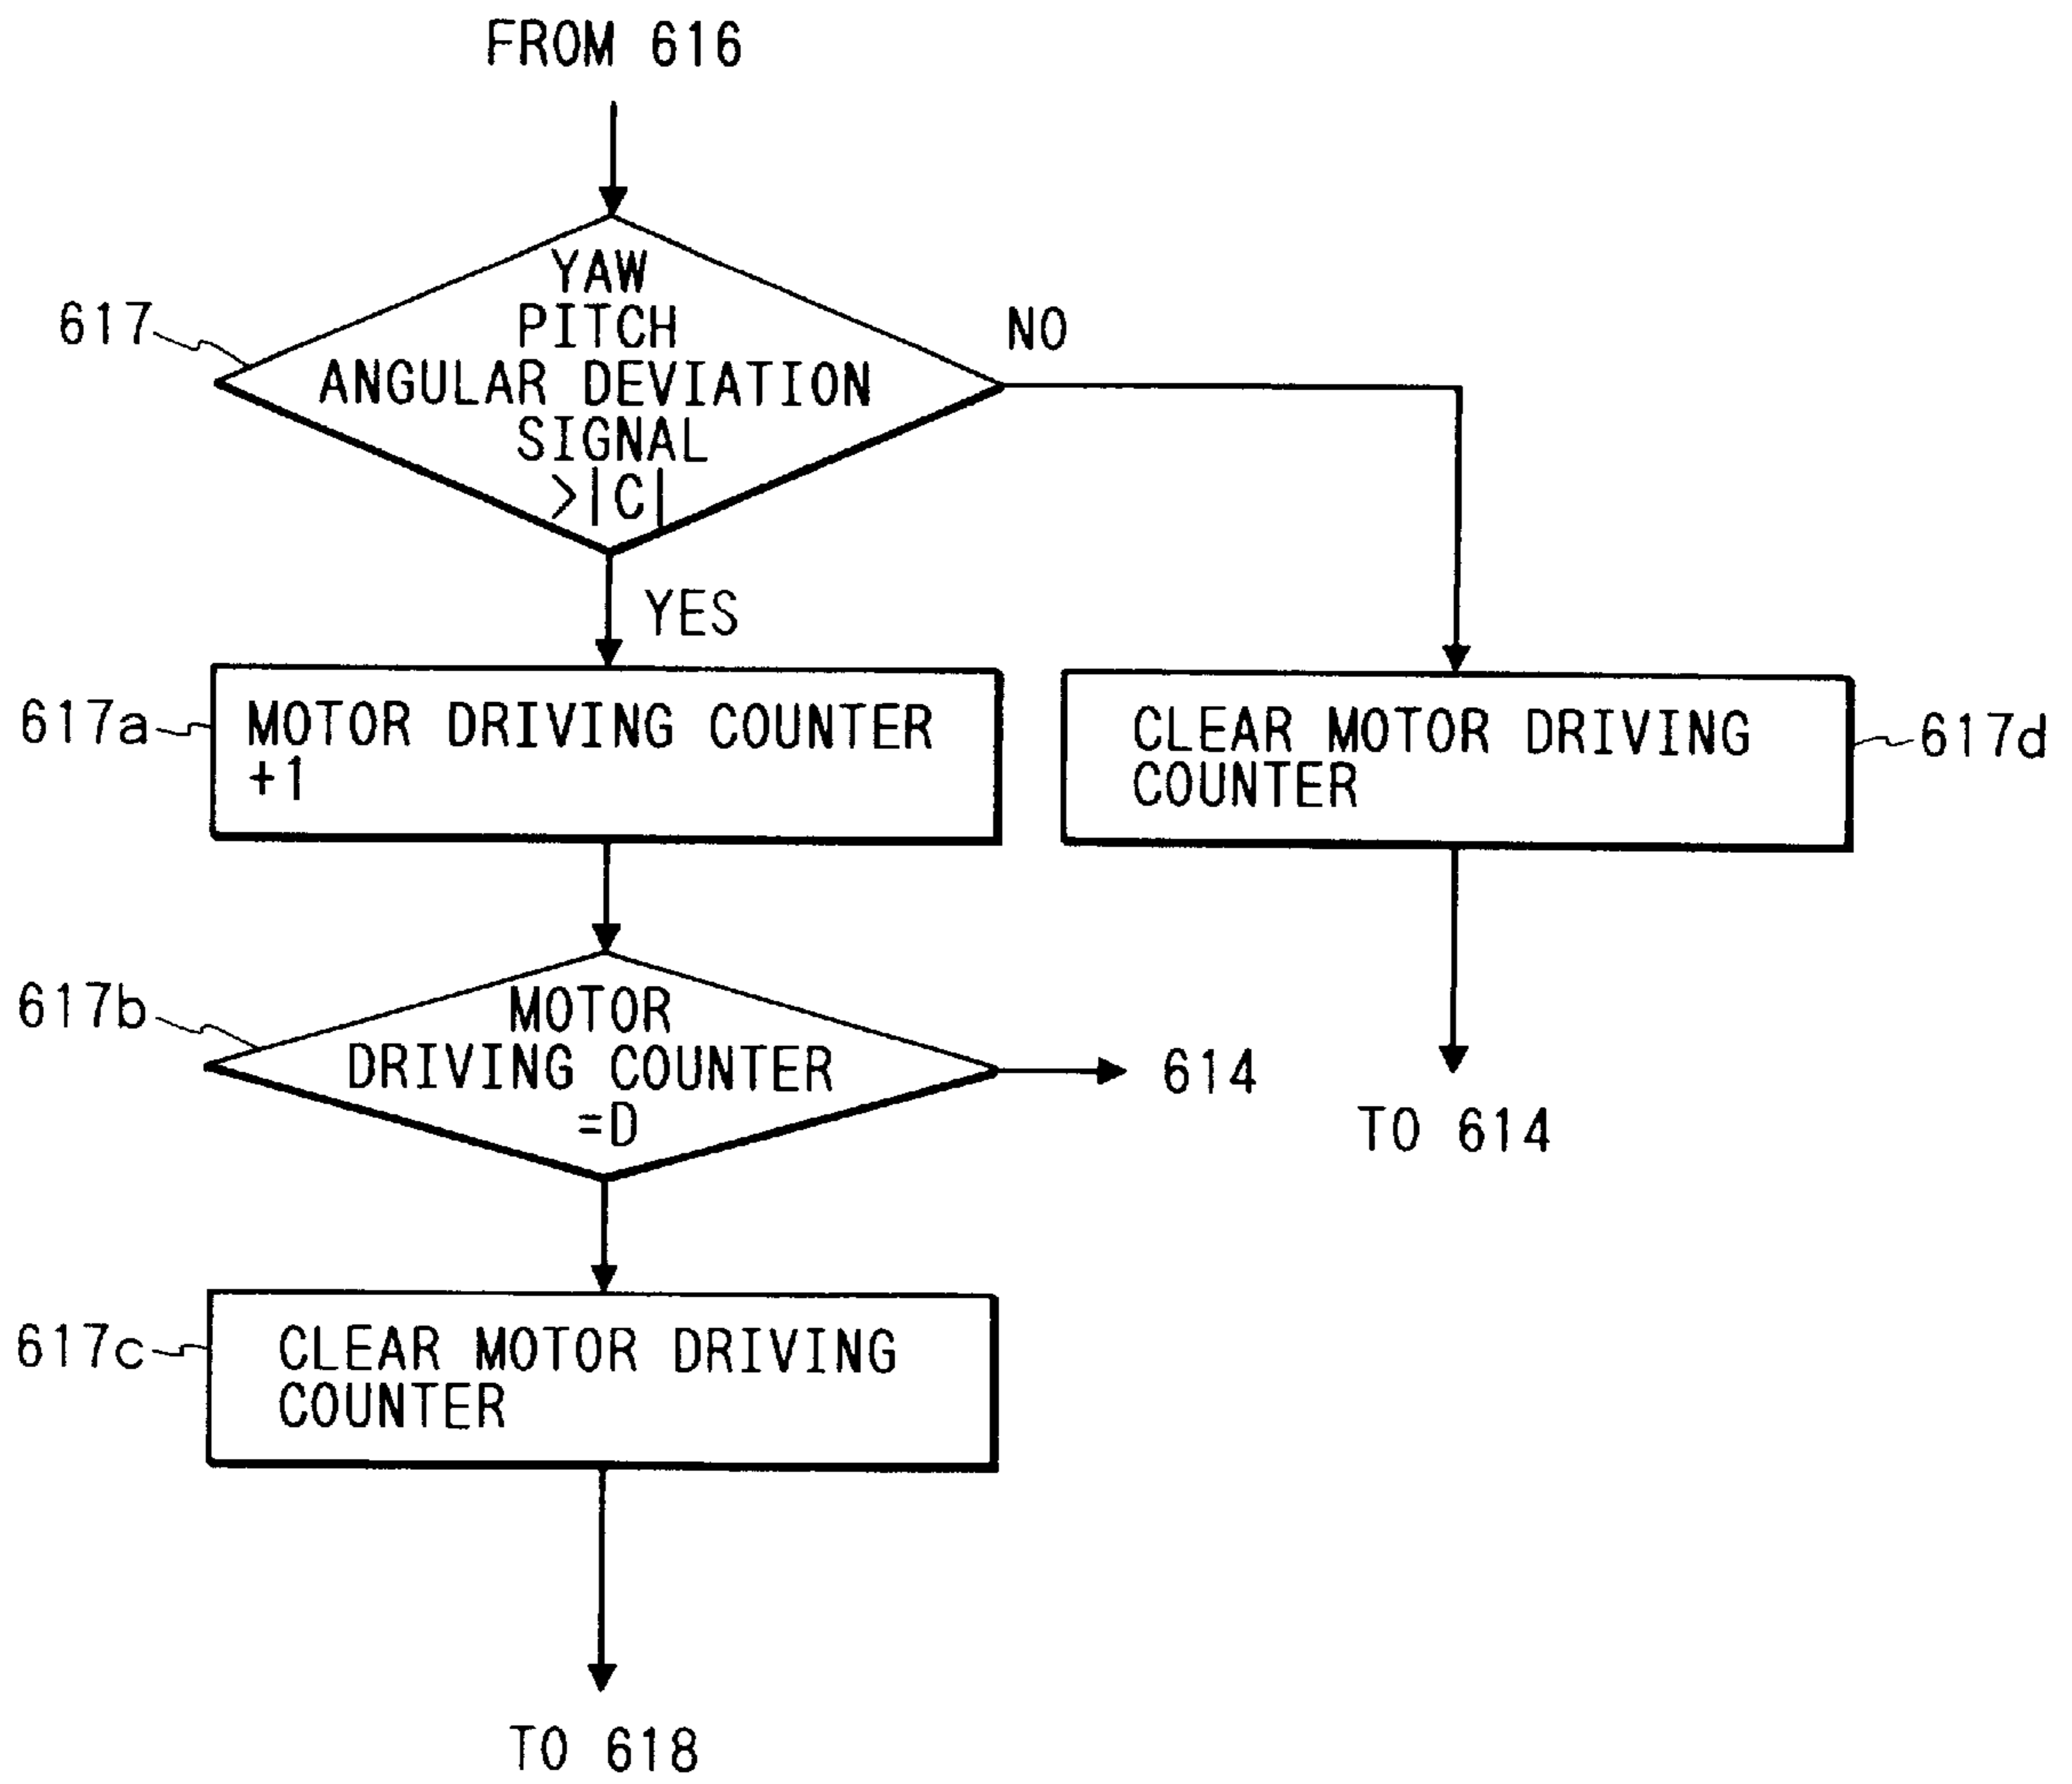 FROM 616
617
YAW
PITCH
ANGULAR DEVIATION
SIGNAL
>|C|
NO
YES
617a
MOTOR DRIVING COUNTER
+1
CLEAR MOTOR DRIVING
COUNTER
617d
617b
MOTOR
DRIVING COUNTER
=D
614
TO 614
617c
CLEAR MOTOR DRIVING
COUNTER
TO 618